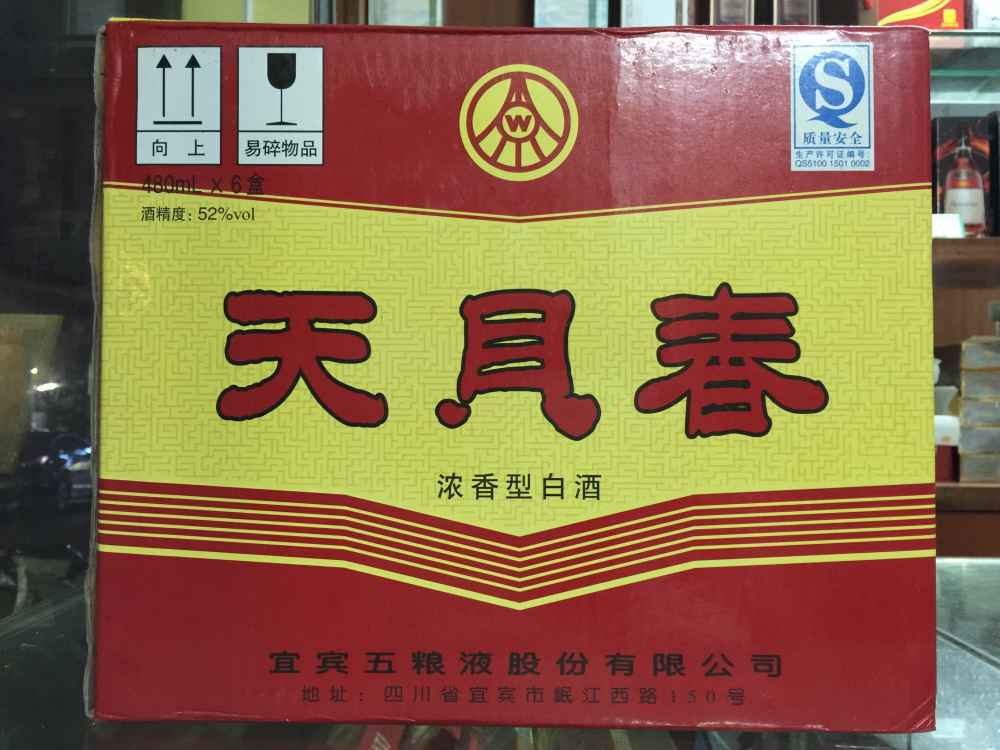 向上
易碎物品
W
S
质量安全
生产许可证编号:
QS5100 1501 0002
480mL × 6盒
酒精度: 52%vol
天贝春
浓香型白酒
宜宾五粮液股份有限公司
地址: 四川省宜宾市岷江西路150号